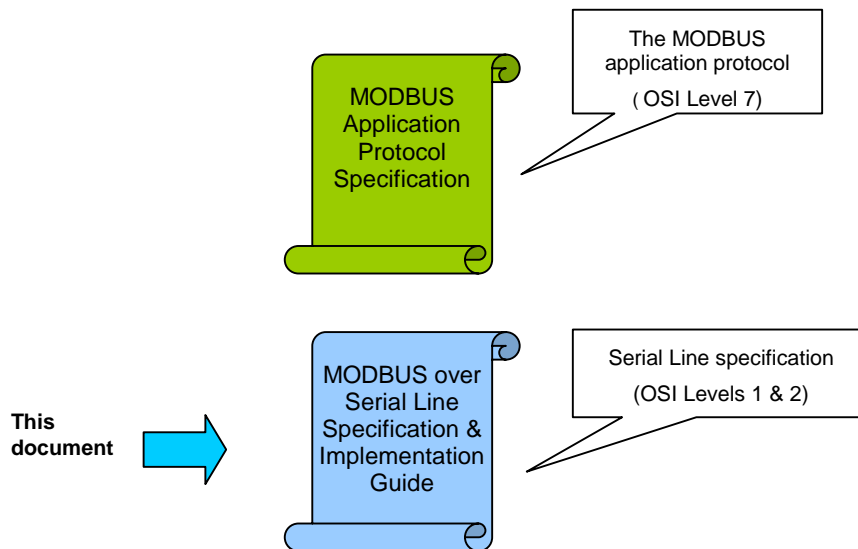 The MODBUS
application protocol
( OSI Level 7)
MODBUS
Application
Protocol
Specification
Serial Line specification
(OSI Levels 1 & 2)
MODBUS over
Serial Line
Specification &
Implementation
Guide
This
document